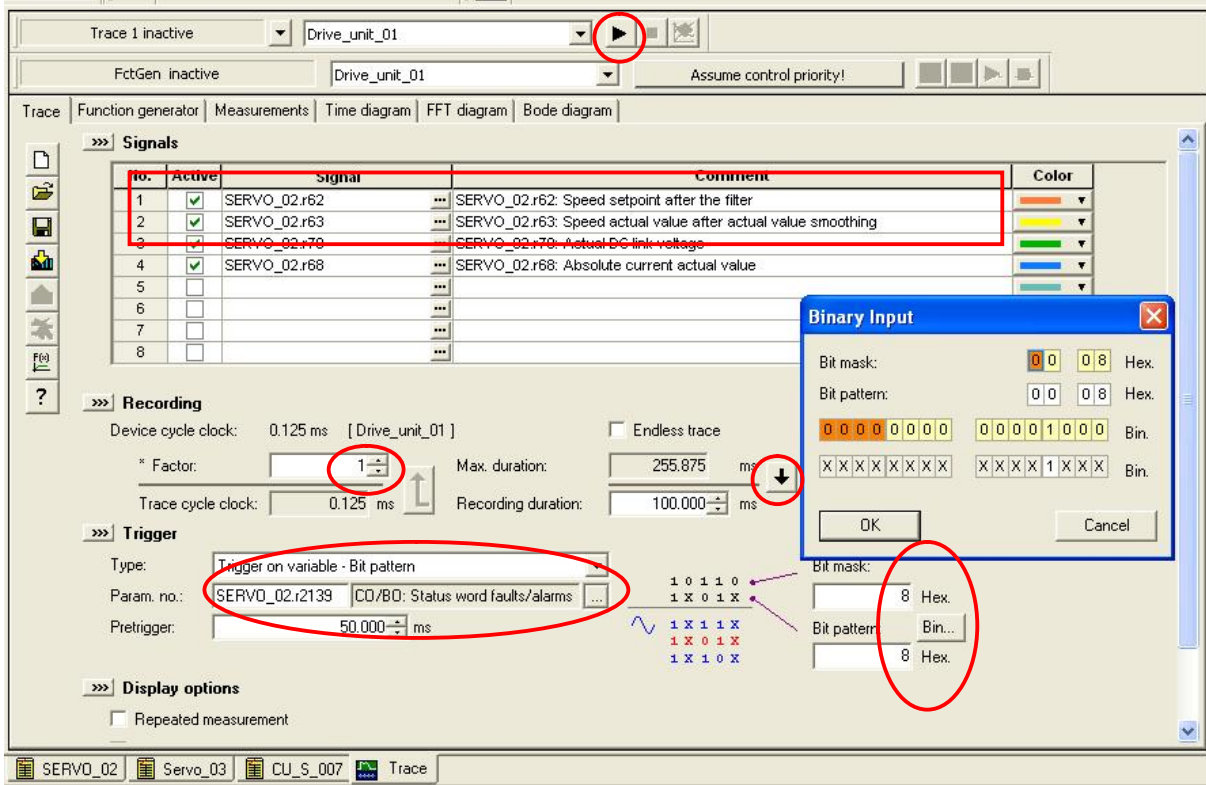 Trace 1 inactive Drive_unit_01
FctGen inactive Drive_unit_01 Assume control priority!
Trace Function generator Measurements Time diagram FFT diagram Bode diagram
>>> Signals
No. Active Signal Comment Color
1 SERVO_02.r62 ... SERVO_02.r62: Speed setpoint after the filter
2 SERVO_02.r63 ... SERVO_02.r63: Speed actual value after actual value smoothing
3 SERVO_02.r70 ... SERVO_02.r70: Actual DC link voltage
4 SERVO_02.r68 ... SERVO_02.r68: Absolute current actual value
5 ...
6 ...
7 ...
8 ...
F(x)
?
Binary Input
Bit mask: 0 0 0 8 Hex.
Bit pattern: 0 0 0 8 Hex.
0 0 0 0 0 0 0 0 0 0 0 0 1 0 0 0 Bin.
X X X X X X X X X X X X 1 X X X Bin.
OK Cancel
>>> Recording
Device cycle clock: 0.125 ms [ Drive_unit_01 ] Endless trace
* Factor: 1 Max. duration: 255.875 ms
Trace cycle clock: 0.125 ms Recording duration: 100.000 ms
>>> Trigger
Type: Trigger on variable - Bit pattern
Param. no.: SERVO_02.r2139 CO/BO: Status word faults/alarms ...
Pretrigger: 50.000 ms
1 0 1 1 0
1 X 0 1 X
1 X 1 1 X
1 X 0 1 X
1 X 1 0 X
Bit mask:
8 Hex.
Bit pattern: Bin...
8 Hex.
>>> Display options
Repeated measurement
SERVO_02 Servo_03 CU_S_007 Trace